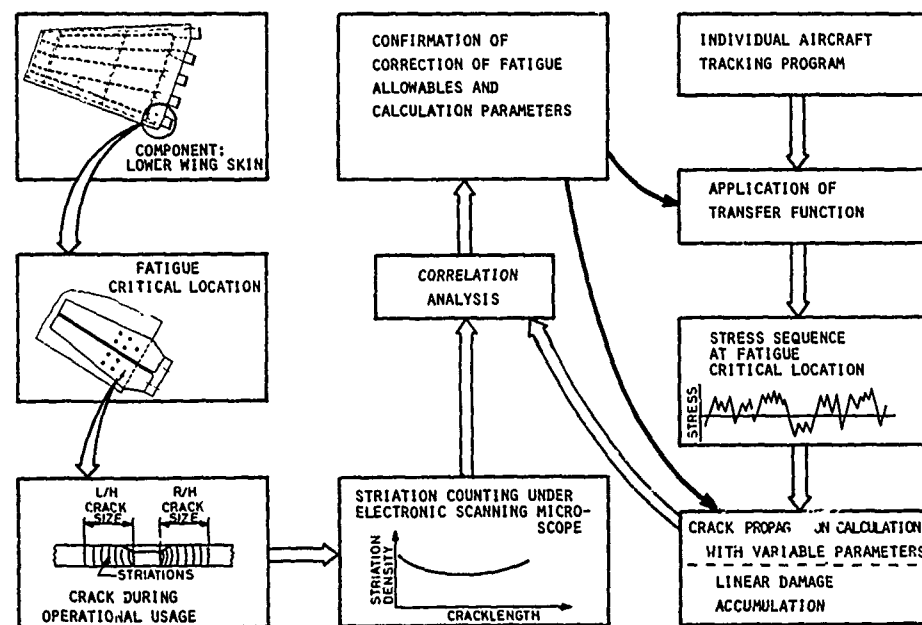 COMPONENT:
LOWER WING SKIN
FATIGUE
CRITICAL LOCATION
L/H
CRACK
SIZE
R/H
CRACK
SIZE
STRIATIONS
CRACK DURING
OPERATIONAL USAGE
CONFIRMATION OF
CORRECTION OF FATIGUE
ALLOWABLES AND
CALCULATION PARAMETERS
CORRELATION
ANALYSIS
STRIATION COUNTING UNDER
ELECTRONIC SCANNING MICRO-
SCOPE
STRIATION
DENSITY
CRACKLENGTH
INDIVIDUAL AIRCRAFT
TRACKING PROGRAM
APPLICATION OF
TRANSFER FUNCTION
STRESS SEQUENCE
AT FATIGUE
CRITICAL LOCATION
STRESS
CRACK CALCULATION
WITH VARIABLE PARAMETERS
LINEAR DAMAGE
ACCUMULATION